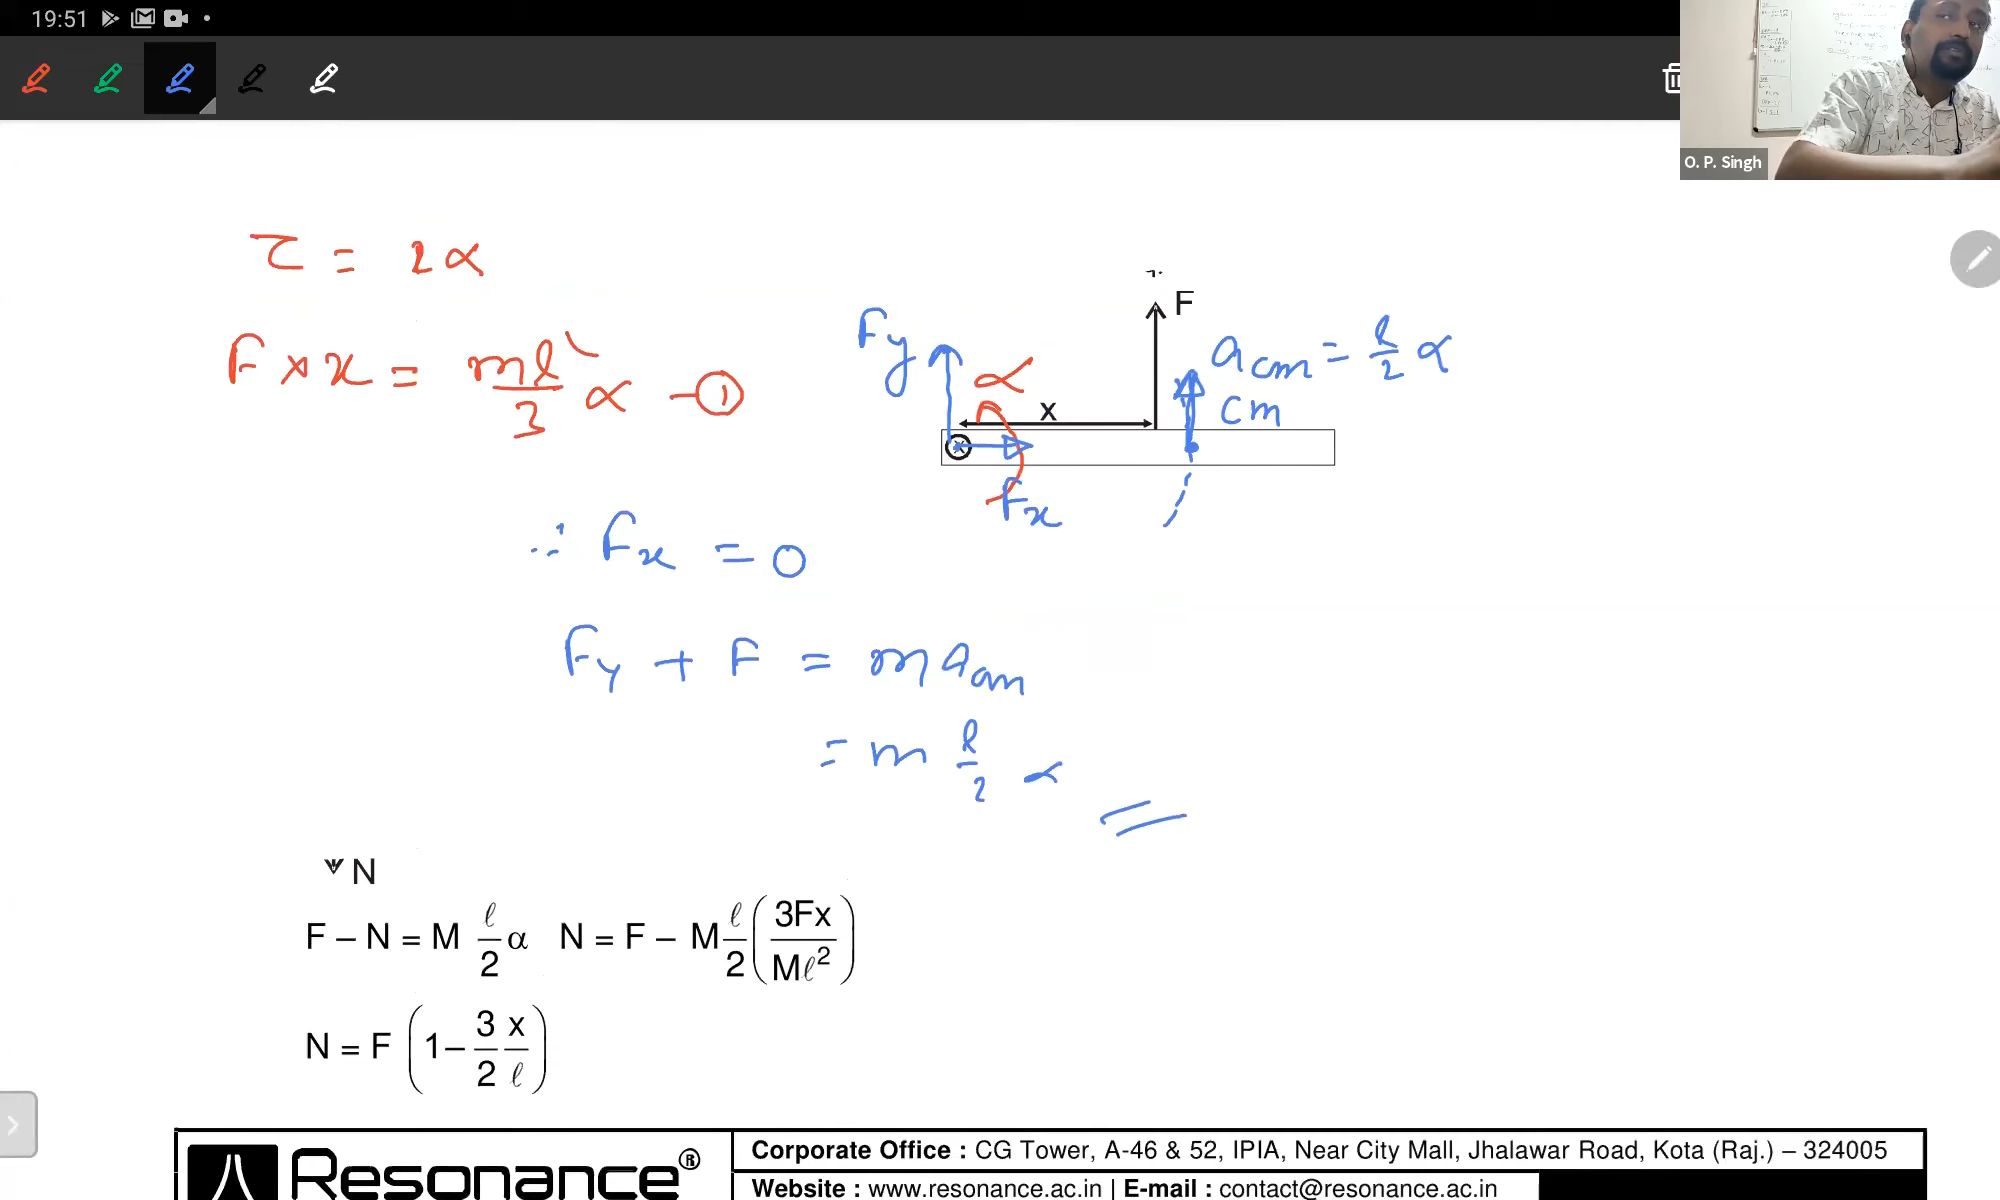 19:51
O. P. Singh
τ = Iα
F × x = ml²/3 α – ①
F
Fy
α
x
a_cm = l/2 α
cm
Fx
∵ Fx = 0
Fy + F = m a_cm
= m l/2 α
N
F – N = M ℓ/2 α N = F – M ℓ/2 (3Fx/Mℓ²)
N = F (1– 3/2 x/ℓ)
Resonance®
Corporate Office : CG Tower, A-46 & 52, IPIA, Near City Mall, Jhalawar Road, Kota (Raj.) – 324005
Website : www.resonance.ac.in | E-mail : contact@resonance.ac.in